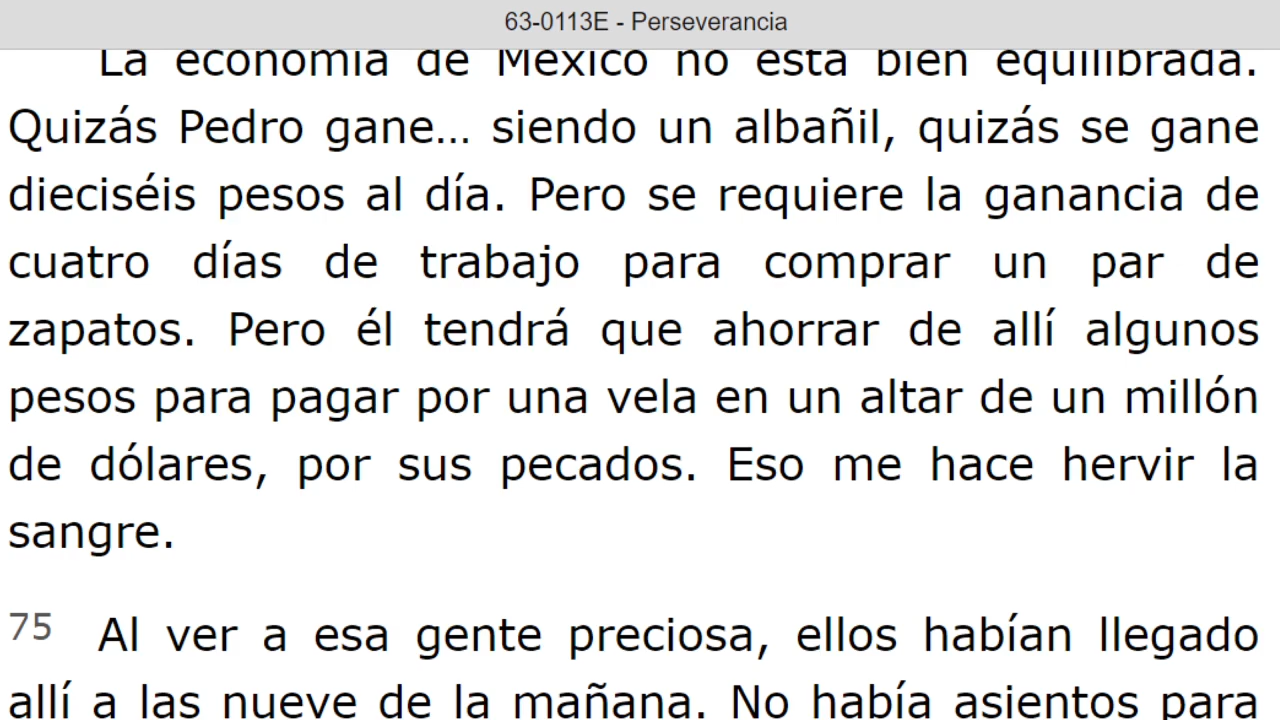 63-0113E - Perseverancia
La economía de México no está bien equilibrada.
Quizás Pedro gane... siendo un albañil, quizás se gane
dieciséis pesos al día. Pero se requiere la ganancia de
cuatro días de trabajo para comprar un par de
zapatos. Pero él tendrá que ahorrar de allí algunos
pesos para pagar por una vela en un altar de un millón
de dólares, por sus pecados. Eso me hace hervir la
sangre.
75 Al ver a esa gente preciosa, ellos habían llegado
allí a las nueve de la mañana. No había asientos para